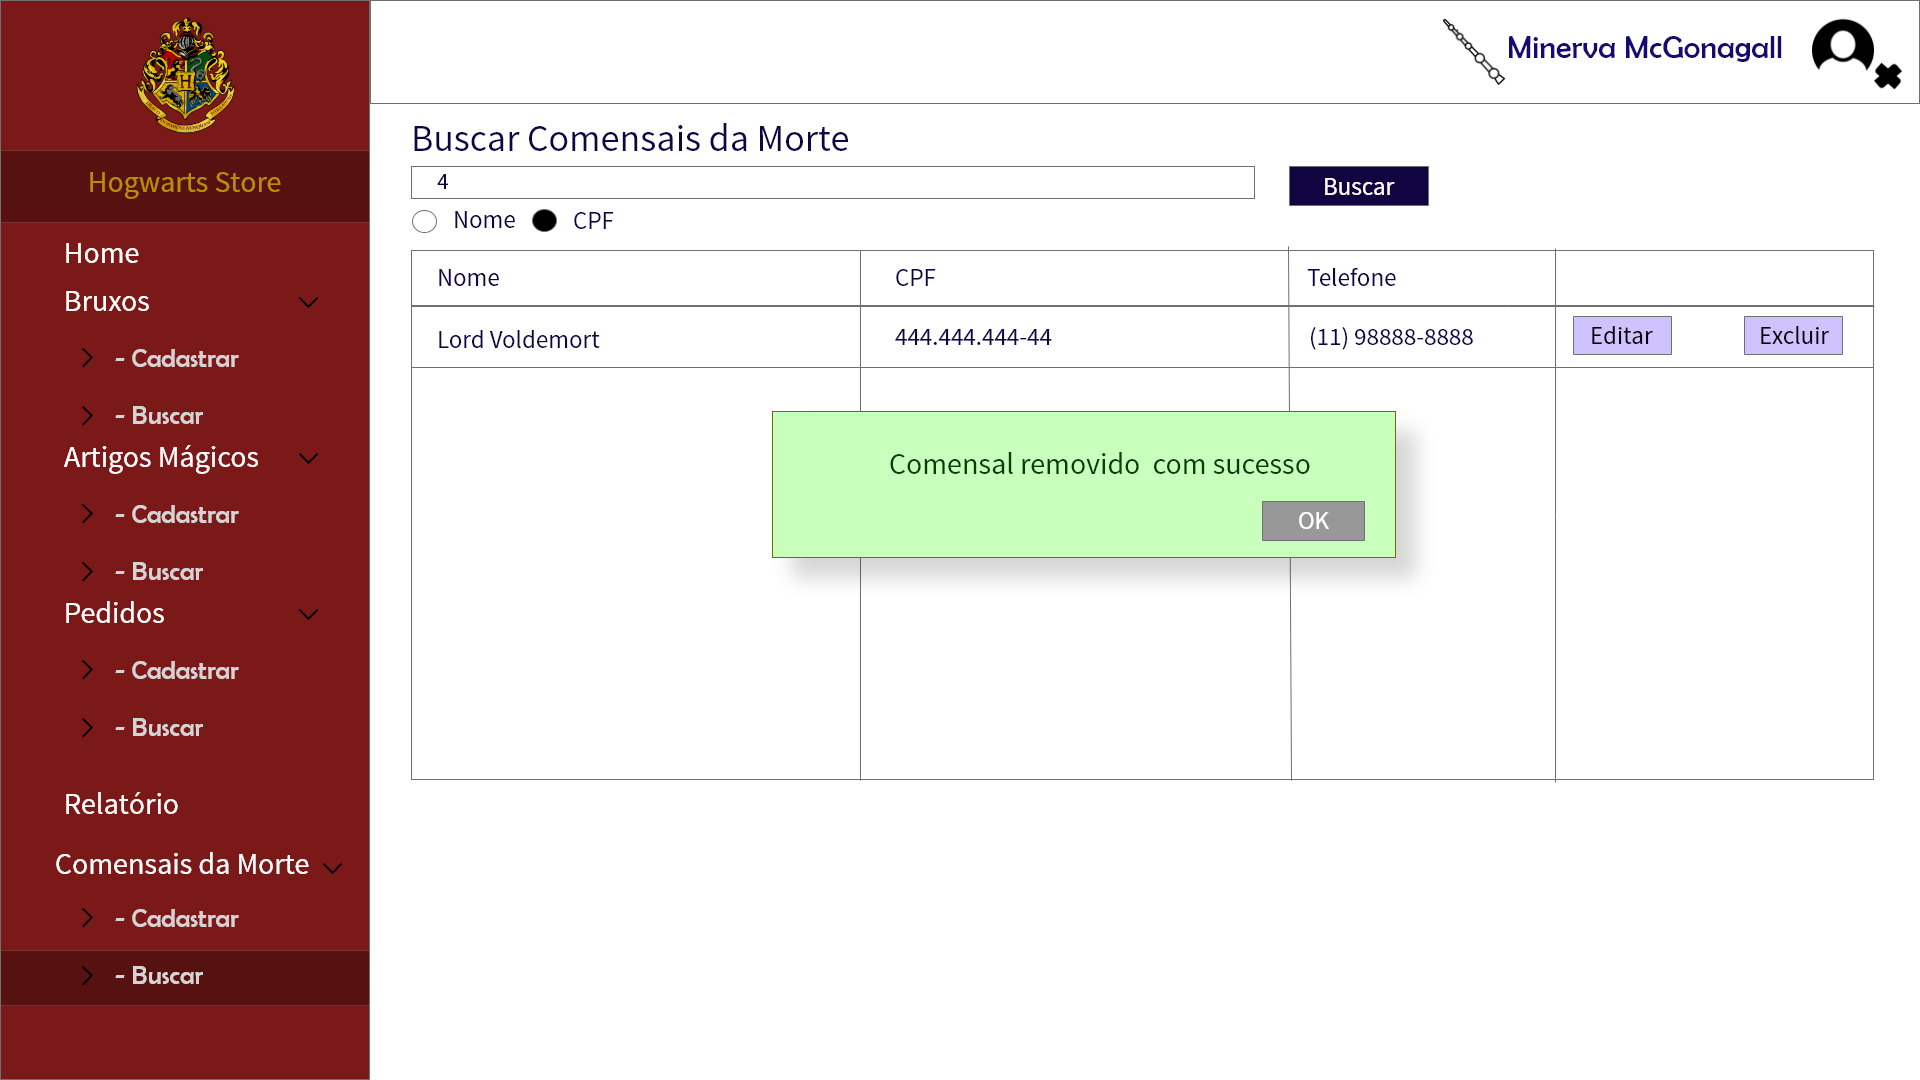 Minerva McGonagall
Hogwarts Store
Home
Bruxos
- Cadastrar
- Buscar
Artigos Mágicos
- Cadastrar
- Buscar
Pedidos
- Cadastrar
- Buscar
Relatório
Comensais da Morte
- Cadastrar
- Buscar
Buscar Comensais da Morte
4
Buscar
Nome CPF
Nome CPF Telefone
Lord Voldemort 444.444.444-44 (11) 98888-8888 Editar Excluir
Comensal removido com sucesso
OK